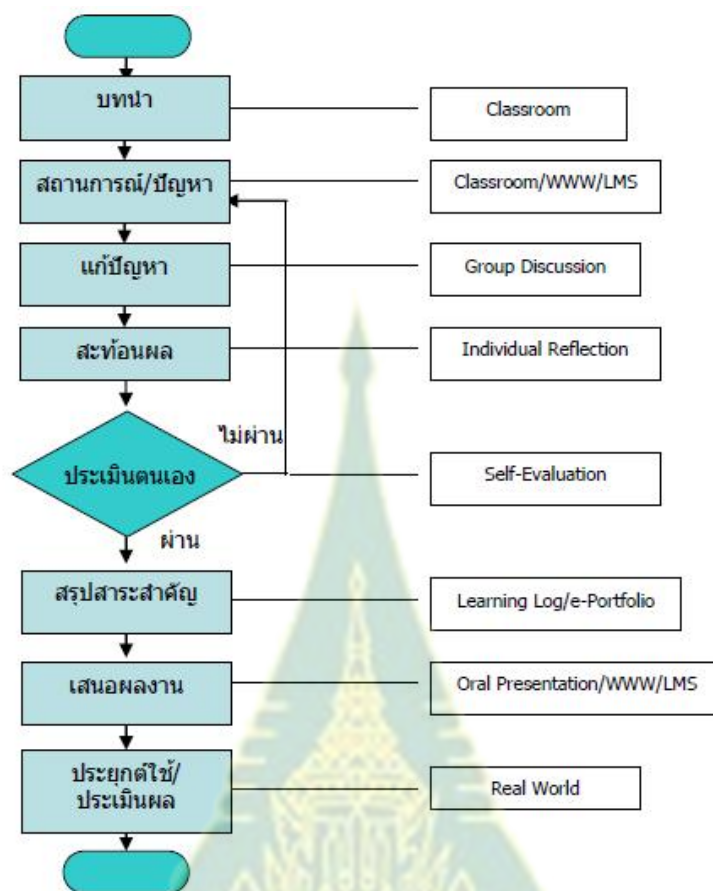 บทนำ
Classroom
สถานการณ์/ปัญหา
Classroom/WWW/LMS
แก้ปัญหา
Group Discussion
สะท้อนผล
Individual Reflection
ไม่ผ่าน
ประเมินตนเอง
Self-Evaluation
ผ่าน
สรุปสาระสำคัญ
Learning Log/e-Portfolio
เสนอผลงาน
Oral Presentation/WWW/LMS
ประยุกต์ใช้/
ประเมินผล
Real World